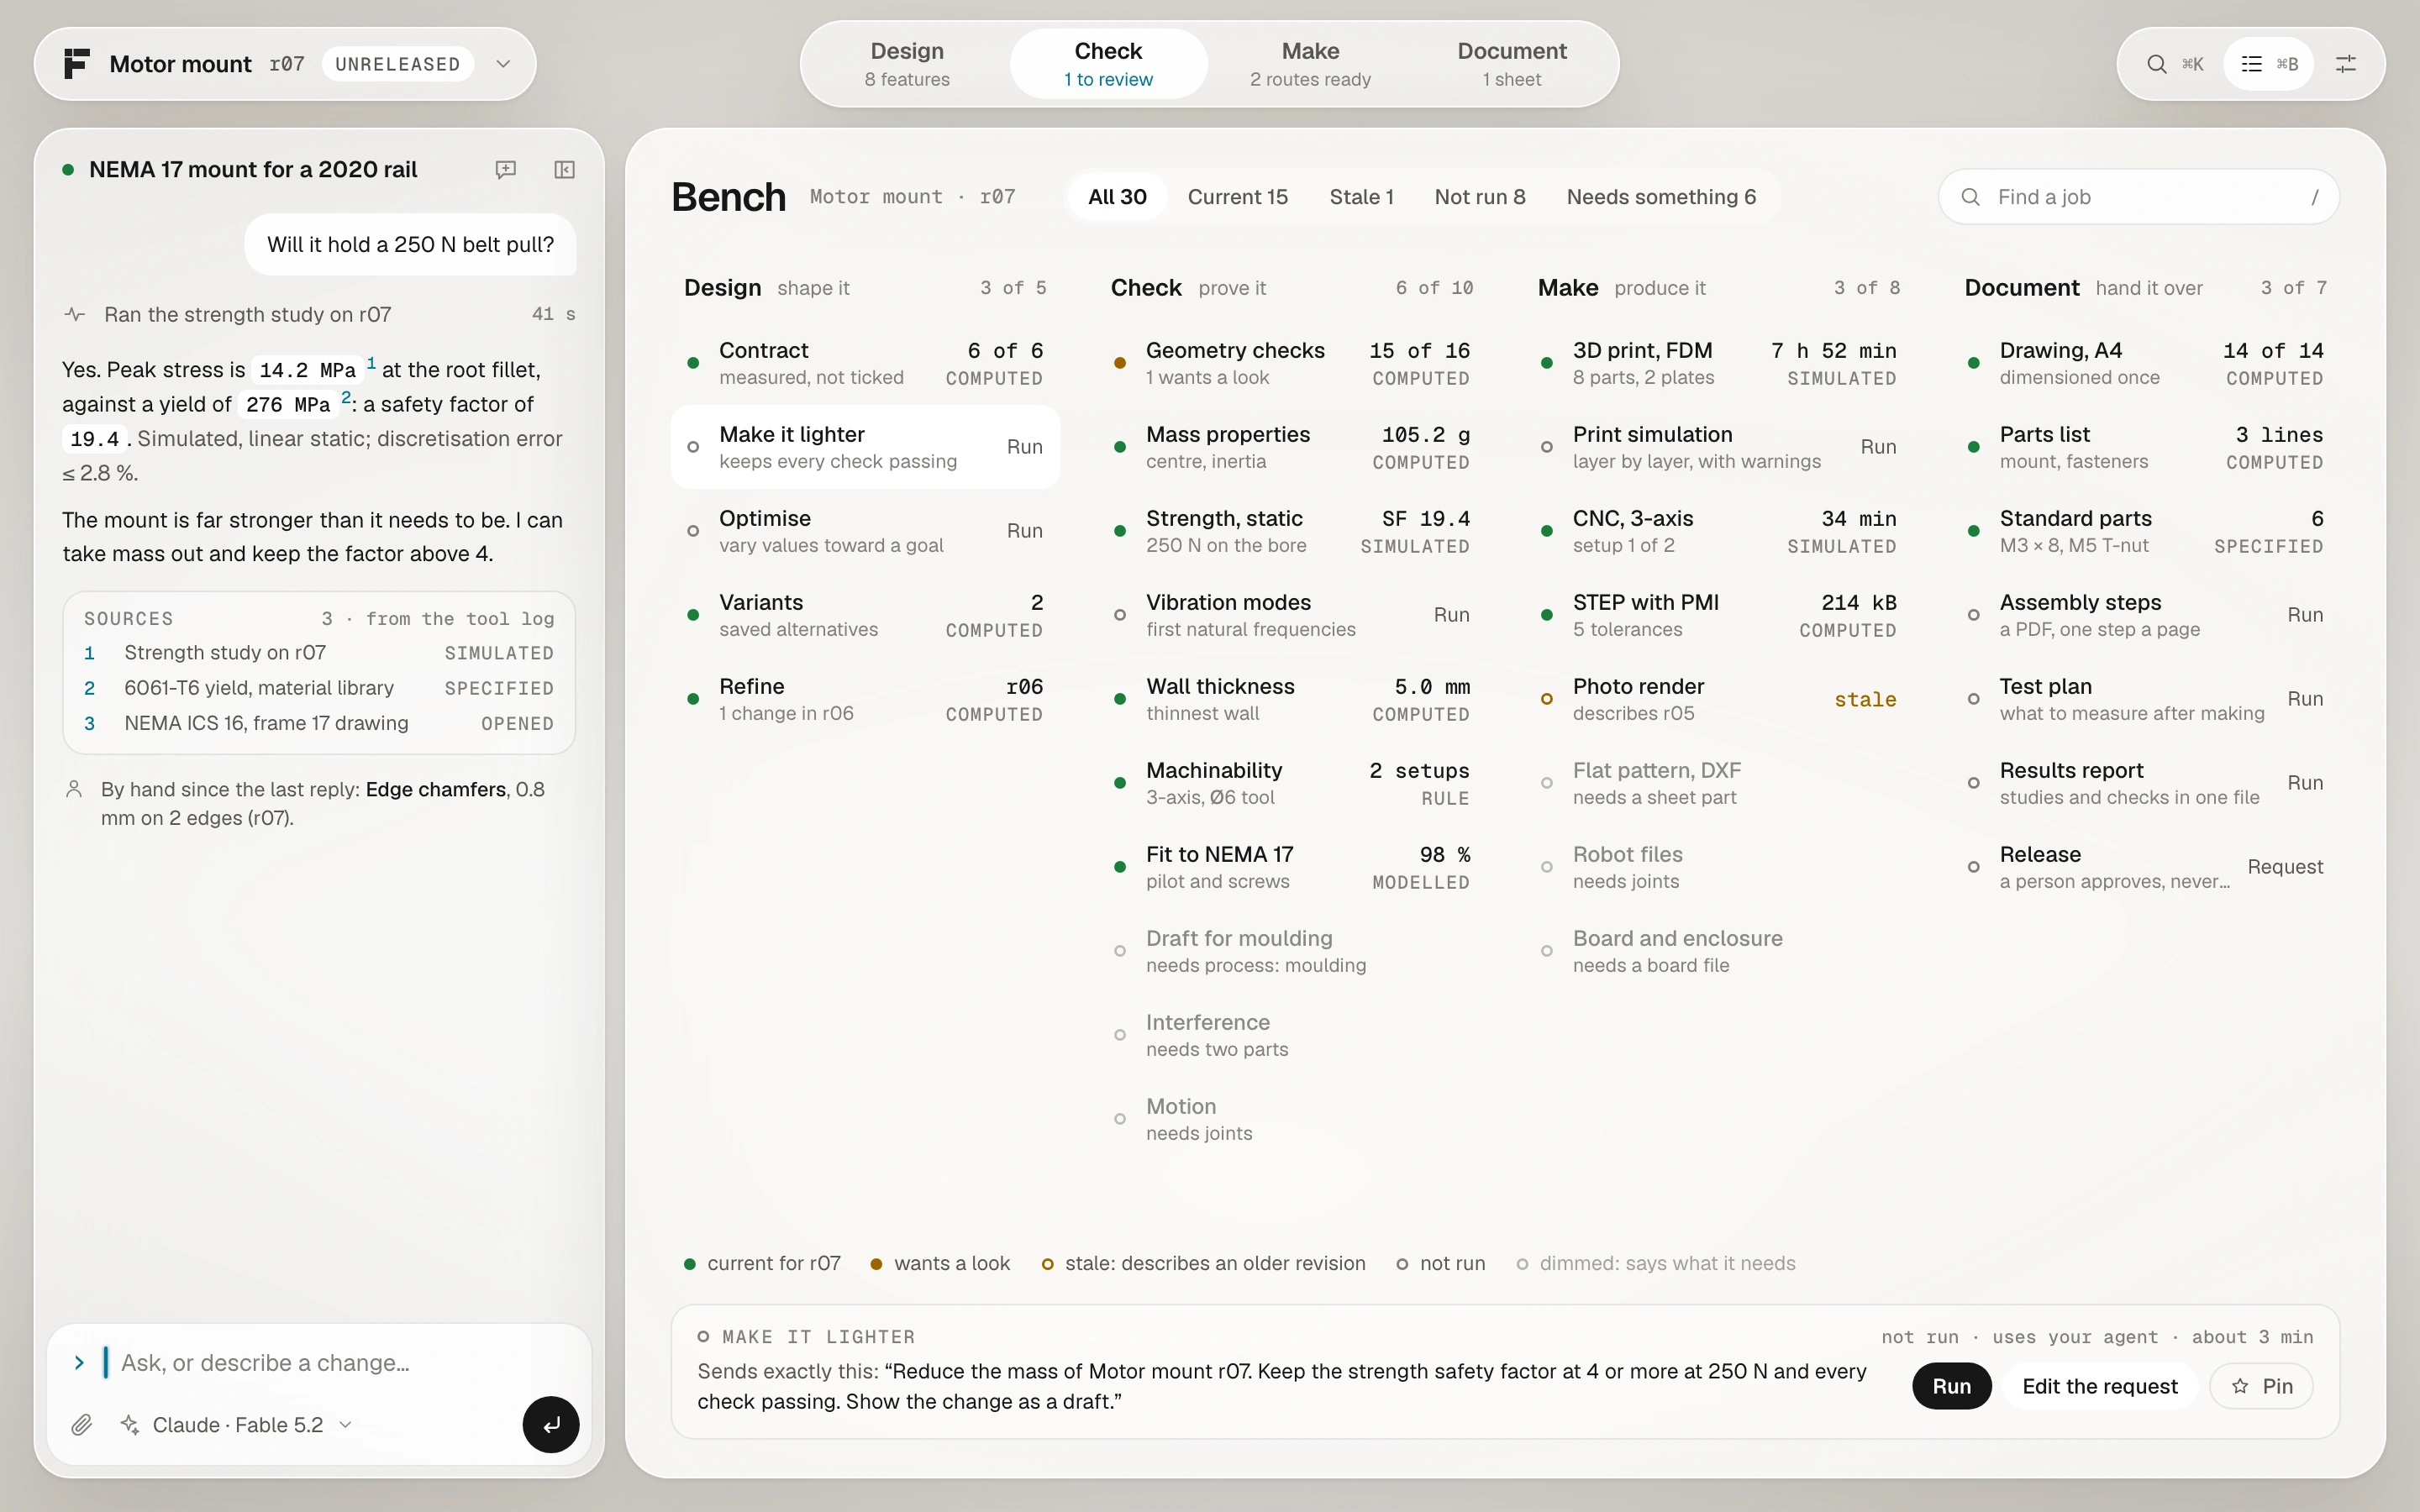 Motor mount r07 UNRELEASED
Design
8 features
Check
1 to review
Make
2 routes ready
Document
1 sheet
⌘K
⌘B
NEMA 17 mount for a 2020 rail
Will it hold a 250 N belt pull?
Ran the strength study on r07 41 s
Yes. Peak stress is 14.2 MPa 1 at the root fillet,
against a yield of 276 MPa 2: a safety factor of
19.4. Simulated, linear static; discretisation error
≤ 2.8 %.
The mount is far stronger than it needs to be. I can
take mass out and keep the factor above 4.
SOURCES 3 · from the tool log
1 Strength study on r07 SIMULATED
2 6061-T6 yield, material library SPECIFIED
3 NEMA ICS 16, frame 17 drawing OPENED
By hand since the last reply: Edge chamfers, 0.8
mm on 2 edges (r07).
Ask, or describe a change...
Claude · Fable 5.2
Bench Motor mount · r07
All 30 Current 15 Stale 1 Not run 8 Needs something 6
Find a job /
Design shape it 3 of 5
Contract 6 of 6
measured, not ticked COMPUTED
Make it lighter Run
keeps every check passing
Optimise Run
vary values toward a goal
Variants 2
saved alternatives COMPUTED
Refine r06
1 change in r06 COMPUTED
Check prove it 6 of 10
Geometry checks 15 of 16
1 wants a look COMPUTED
Mass properties 105.2 g
centre, inertia COMPUTED
Strength, static SF 19.4
250 N on the bore SIMULATED
Vibration modes Run
first natural frequencies
Wall thickness 5.0 mm
thinnest wall COMPUTED
Machinability 2 setups
3-axis, Ø6 tool RULE
Fit to NEMA 17 98 %
pilot and screws MODELLED
Draft for moulding
needs process: moulding
Interference
needs two parts
Motion
needs joints
Make produce it 3 of 8
3D print, FDM 7 h 52 min
8 parts, 2 plates SIMULATED
Print simulation Run
layer by layer, with warnings
CNC, 3-axis 34 min
setup 1 of 2 SIMULATED
STEP with PMI 214 kB
5 tolerances COMPUTED
Photo render stale
describes r05
Flat pattern, DXF
needs a sheet part
Robot files
needs joints
Board and enclosure
needs a board file
Document hand it over 3 of 7
Drawing, A4 14 of 14
dimensioned once COMPUTED
Parts list 3 lines
mount, fasteners COMPUTED
Standard parts 6
M3 × 8, M5 T-nut SPECIFIED
Assembly steps Run
a PDF, one step a page
Test plan Run
what to measure after making
Results report Run
studies and checks in one file
Release Request
a person approves, never...
current for r07 wants a look stale: describes an older revision not run dimmed: says what it needs
MAKE IT LIGHTER not run · uses your agent · about 3 min
Sends exactly this: “Reduce the mass of Motor mount r07. Keep the strength safety factor at 4 or more at 250 N and every
check passing. Show the change as a draft.”
Run Edit the request Pin